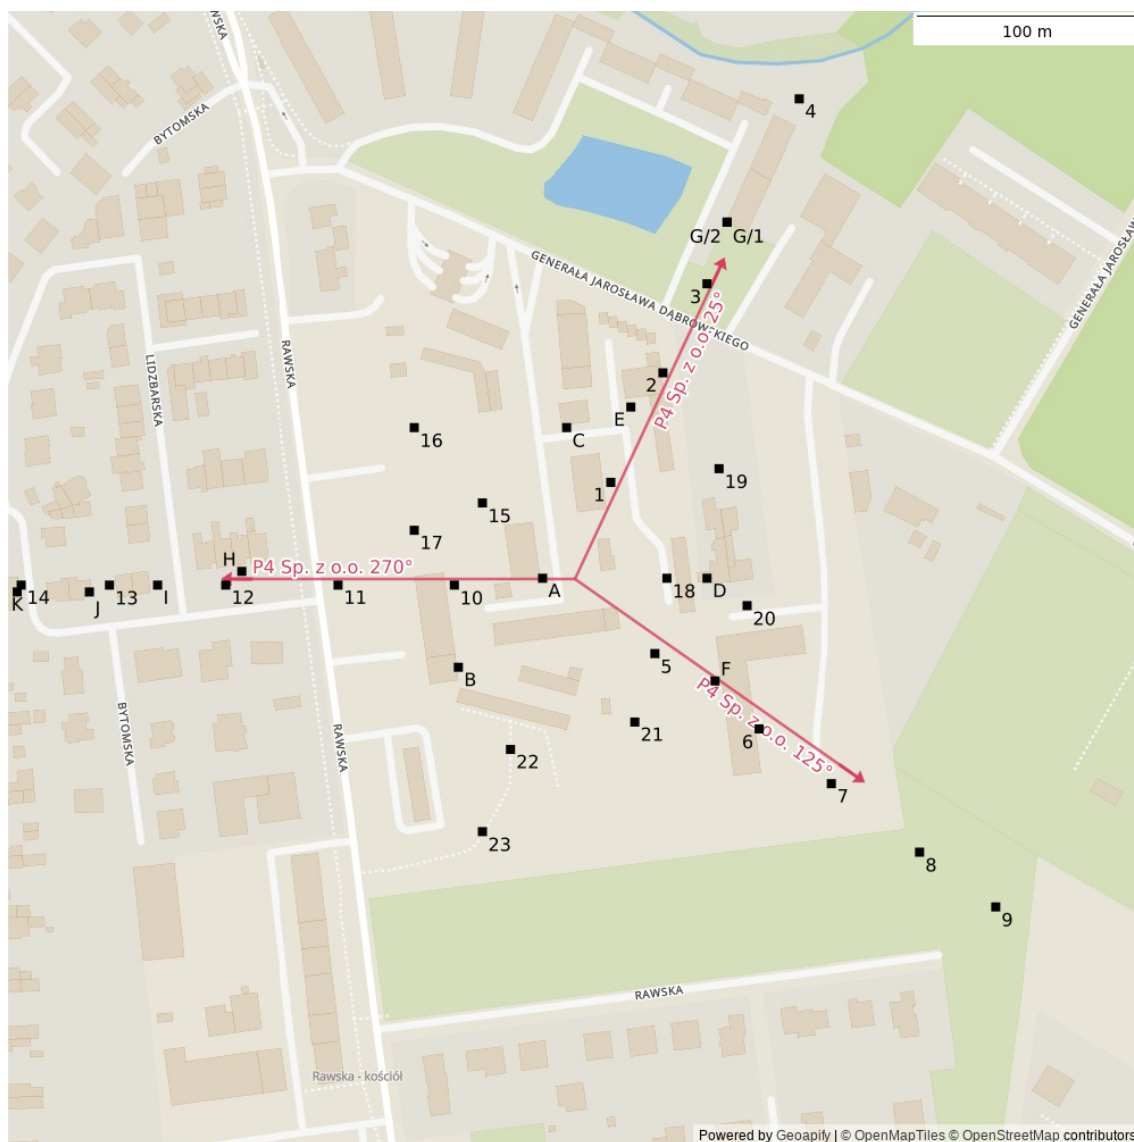 WSKA
100 m
4
BYTOMSKA
G/2 G/1
GENERAŁA JAROSŁAWA DĄBROWSKIEGO
GENERAŁA JAROSŁAW
3
P4 Sp. z o.o. 25°
RAWSKA
LIDZBARSKA
2
E
16
C
19
1
15
17
H
P4 Sp. z o.o. 270°
K 14 J 13 I 12 11 10 A 18 D
20
5
F
B
P4 Sp. z o.o. 125°
BYTOMSKA
RAWSKA
21
6
22
7
23
8
9
RAWSKA
Rawska - kościół
Powered by Geoapify | © OpenMapTiles © OpenStreetMap contributors